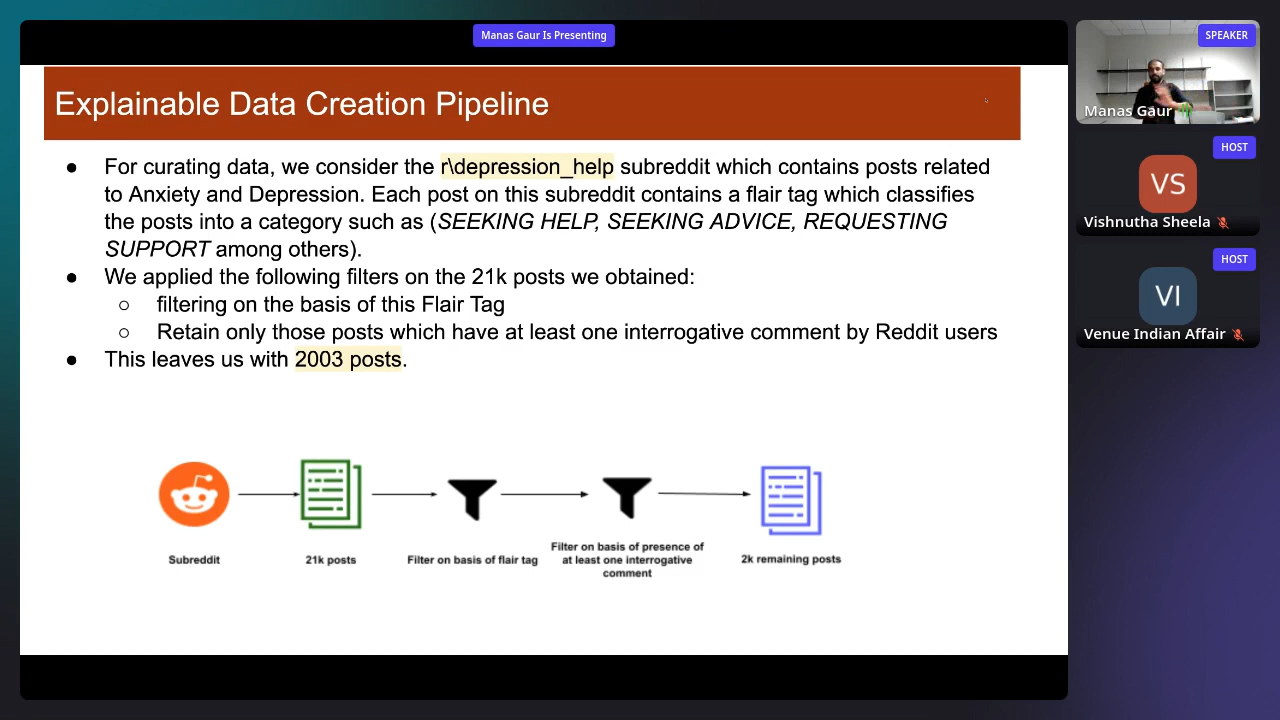 Manas Gaur Is Presenting
Explainable Data Creation Pipeline
● For curating data, we consider the r\depression_help subreddit which contains posts related
to Anxiety and Depression. Each post on this subreddit contains a flair tag which classifies
the posts into a category such as (SEEKING HELP, SEEKING ADVICE, REQUESTING
SUPPORT among others).
● We applied the following filters on the 21k posts we obtained:
○ filtering on the basis of this Flair Tag
○ Retain only those posts which have at least one interrogative comment by Reddit users
● This leaves us with 2003 posts.
Subreddit
21k posts
Filter on basis of flair tag
Filter on basis of presence of
at least one interrogative
comment
2k remaining posts
SPEAKER
Manas Gaur
HOST
VS
Vishnutha Sheela
HOST
VI
Venue Indian Affair